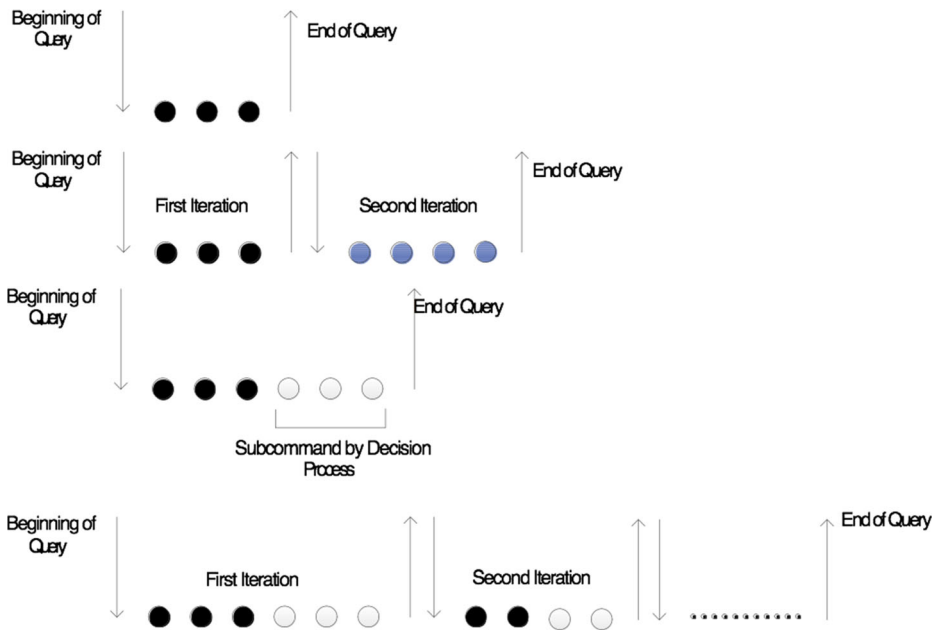 Beginning of
Query
End of Query
Beginning of
Query
First Iteration
Second Iteration
End of Query
Beginning of
Query
End of Query
Subcommand by Decision
Process
Beginning of
Query
First Iteration
Second Iteration
End of Query